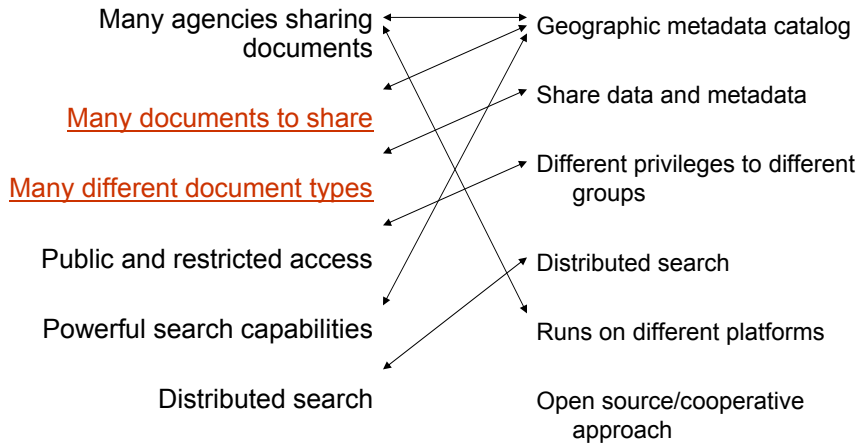 Many agencies sharing
documents
Many documents to share
Many different document types
Public and restricted access
Powerful search capabilities
Distributed search
Geographic metadata catalog
Share data and metadata
Different privileges to different
groups
Distributed search
Runs on different platforms
Open source/cooperative
approach